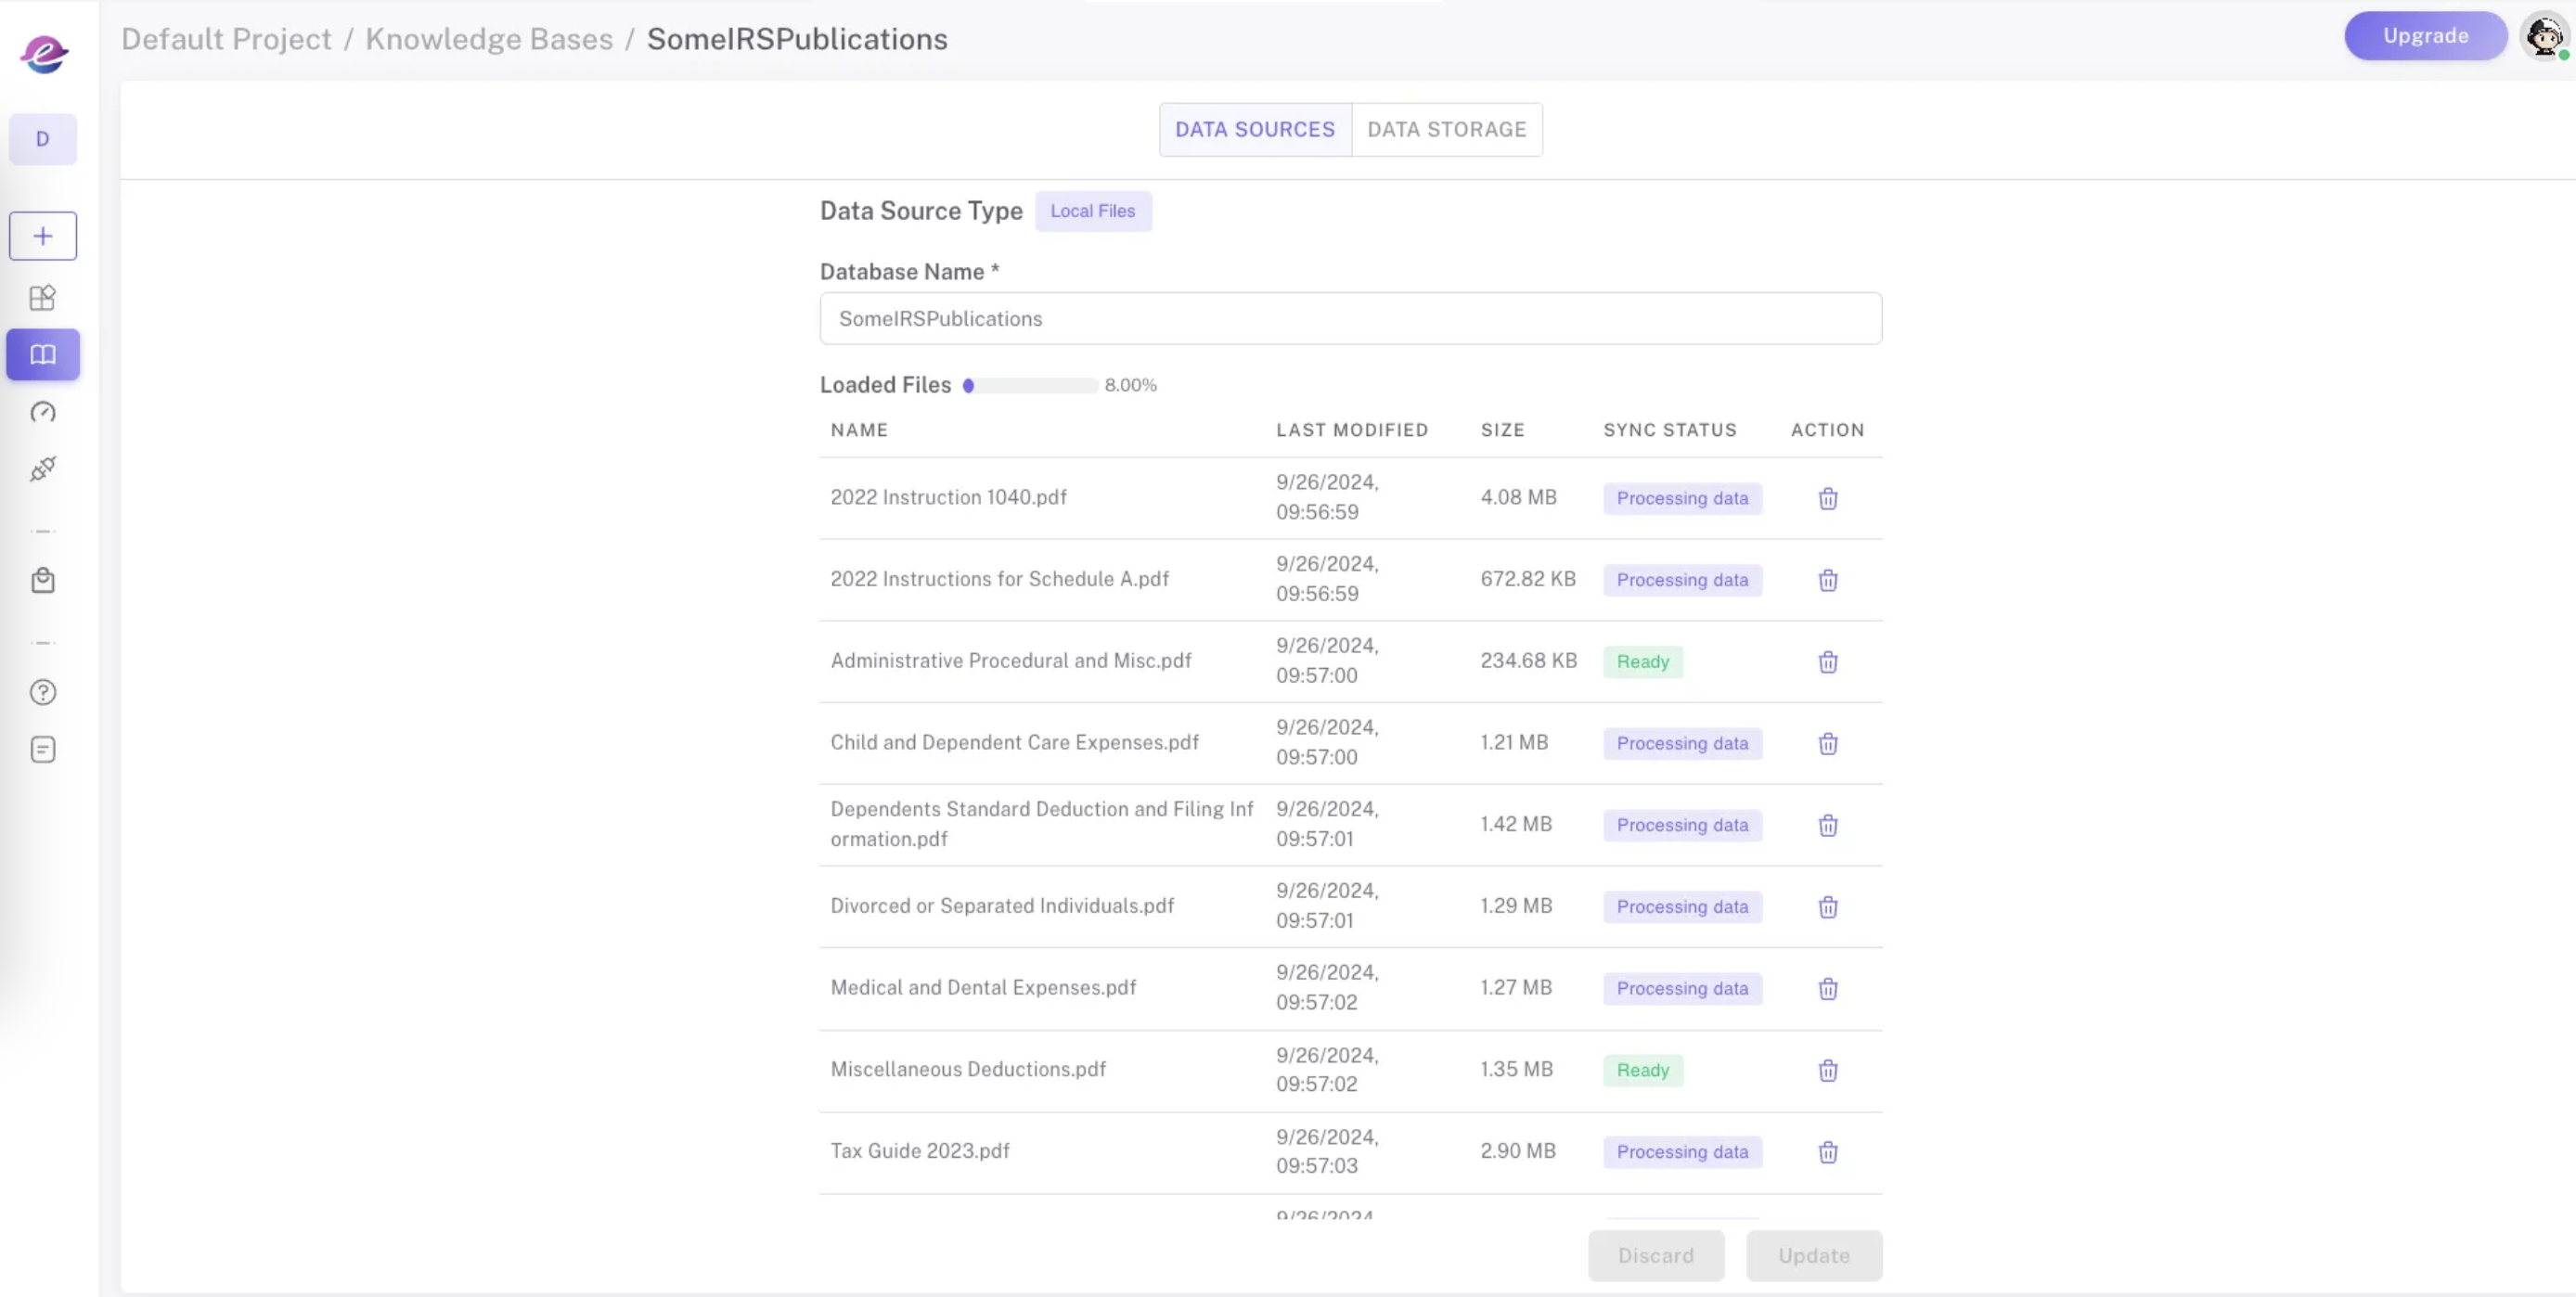 Default Project / Knowledge Bases / SomeIRSPublications
Upgrade
D
DATA SOURCES DATA STORAGE
Data Source Type Local Files
Database Name *
SomeIRSPublications
Loaded Files 8.00%
NAME LAST MODIFIED SIZE SYNC STATUS ACTION
2022 Instruction 1040.pdf 9/26/2024, 09:56:59 4.08 MB Processing data
2022 Instructions for Schedule A.pdf 9/26/2024, 09:56:59 672.82 KB Processing data
Administrative Procedural and Misc.pdf 9/26/2024, 09:57:00 234.68 KB Ready
Child and Dependent Care Expenses.pdf 9/26/2024, 09:57:00 1.21 MB Processing data
Dependents Standard Deduction and Filing Inf
ormation.pdf 9/26/2024, 09:57:01 1.42 MB Processing data
Divorced or Separated Individuals.pdf 9/26/2024, 09:57:01 1.29 MB Processing data
Medical and Dental Expenses.pdf 9/26/2024, 09:57:02 1.27 MB Processing data
Miscellaneous Deductions.pdf 9/26/2024, 09:57:02 1.35 MB Ready
Tax Guide 2023.pdf 9/26/2024, 09:57:03 2.90 MB Processing data
Discard Update